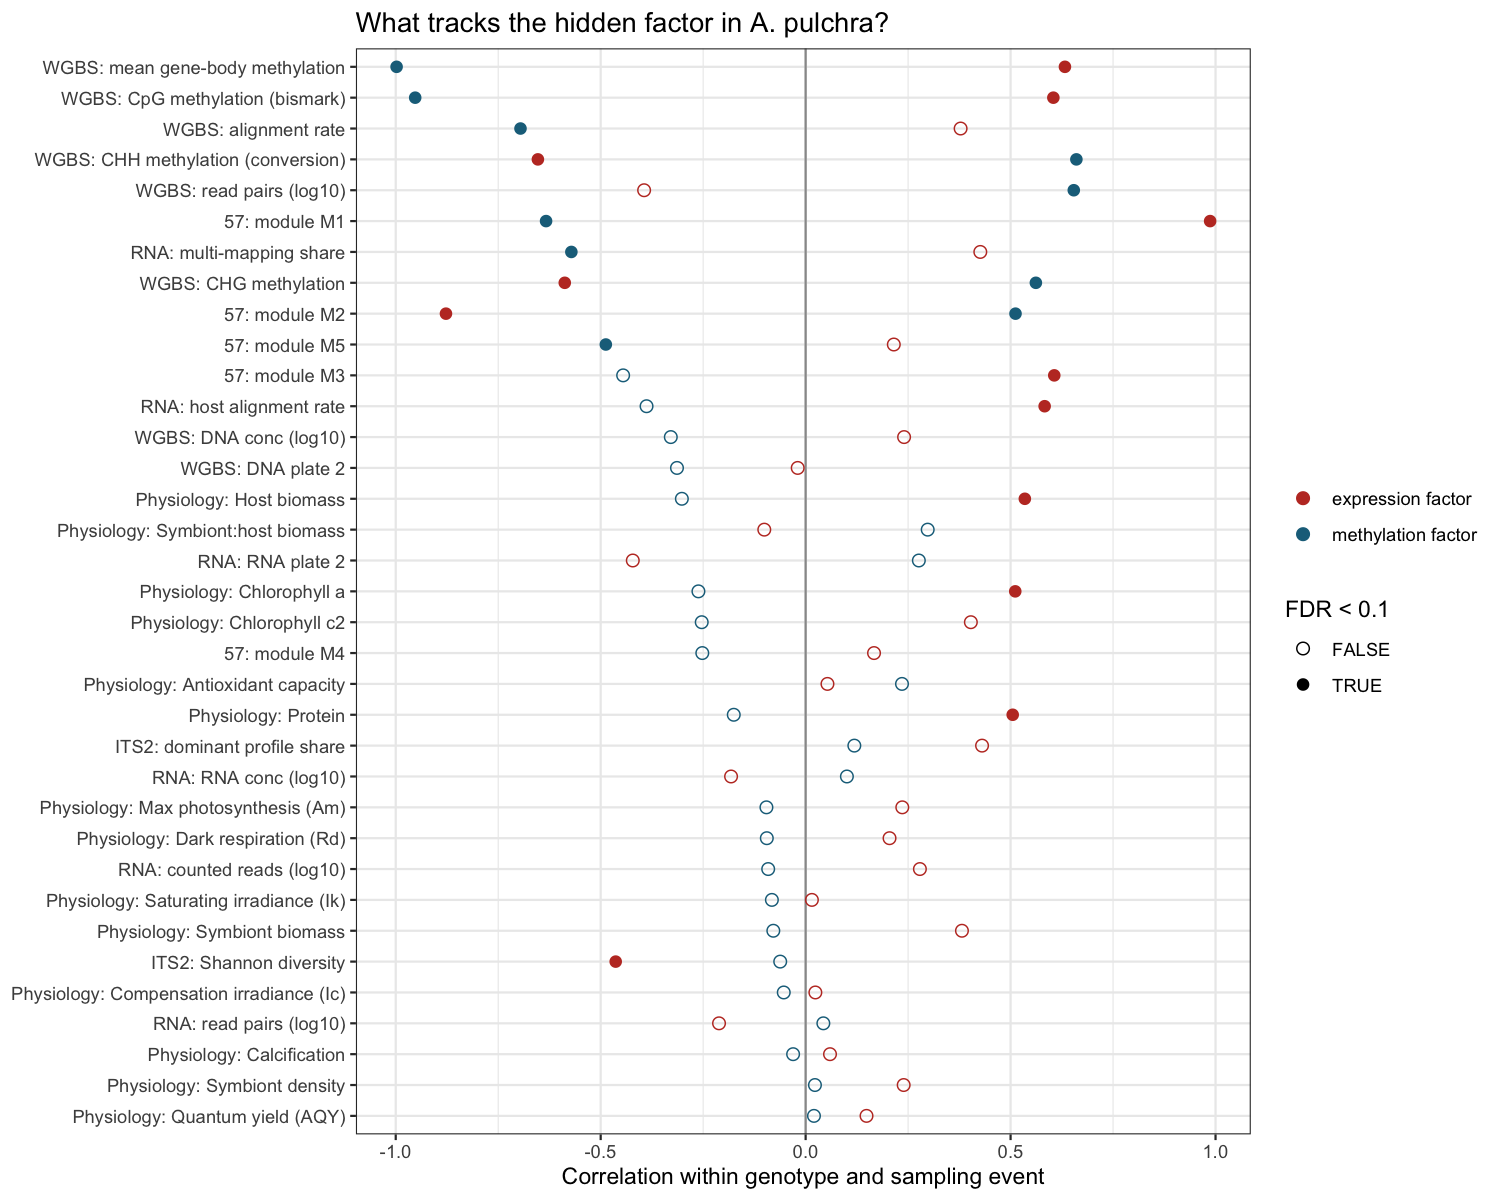 What tracks the hidden factor in A. pulchra?
WGBS: mean gene-body methylation
WGBS: CpG methylation (bismark)
WGBS: alignment rate
WGBS: CHH methylation (conversion)
WGBS: read pairs (log10)
57: module M1
RNA: multi-mapping share
WGBS: CHG methylation
57: module M2
57: module M5
57: module M3
RNA: host alignment rate
WGBS: DNA conc (log10)
WGBS: DNA plate 2
Physiology: Host biomass
Physiology: Symbiont:host biomass
RNA: RNA plate 2
Physiology: Chlorophyll a
Physiology: Chlorophyll c2
57: module M4
Physiology: Antioxidant capacity
Physiology: Protein
ITS2: dominant profile share
RNA: RNA conc (log10)
Physiology: Max photosynthesis (Am)
Physiology: Dark respiration (Rd)
RNA: counted reads (log10)
Physiology: Saturating irradiance (Ik)
Physiology: Symbiont biomass
ITS2: Shannon diversity
Physiology: Compensation irradiance (Ic)
RNA: read pairs (log10)
Physiology: Calcification
Physiology: Symbiont density
Physiology: Quantum yield (AQY)
-1.0 -0.5 0.0 0.5 1.0
Correlation within genotype and sampling event
expression factor
methylation factor
FDR < 0.1
FALSE
TRUE